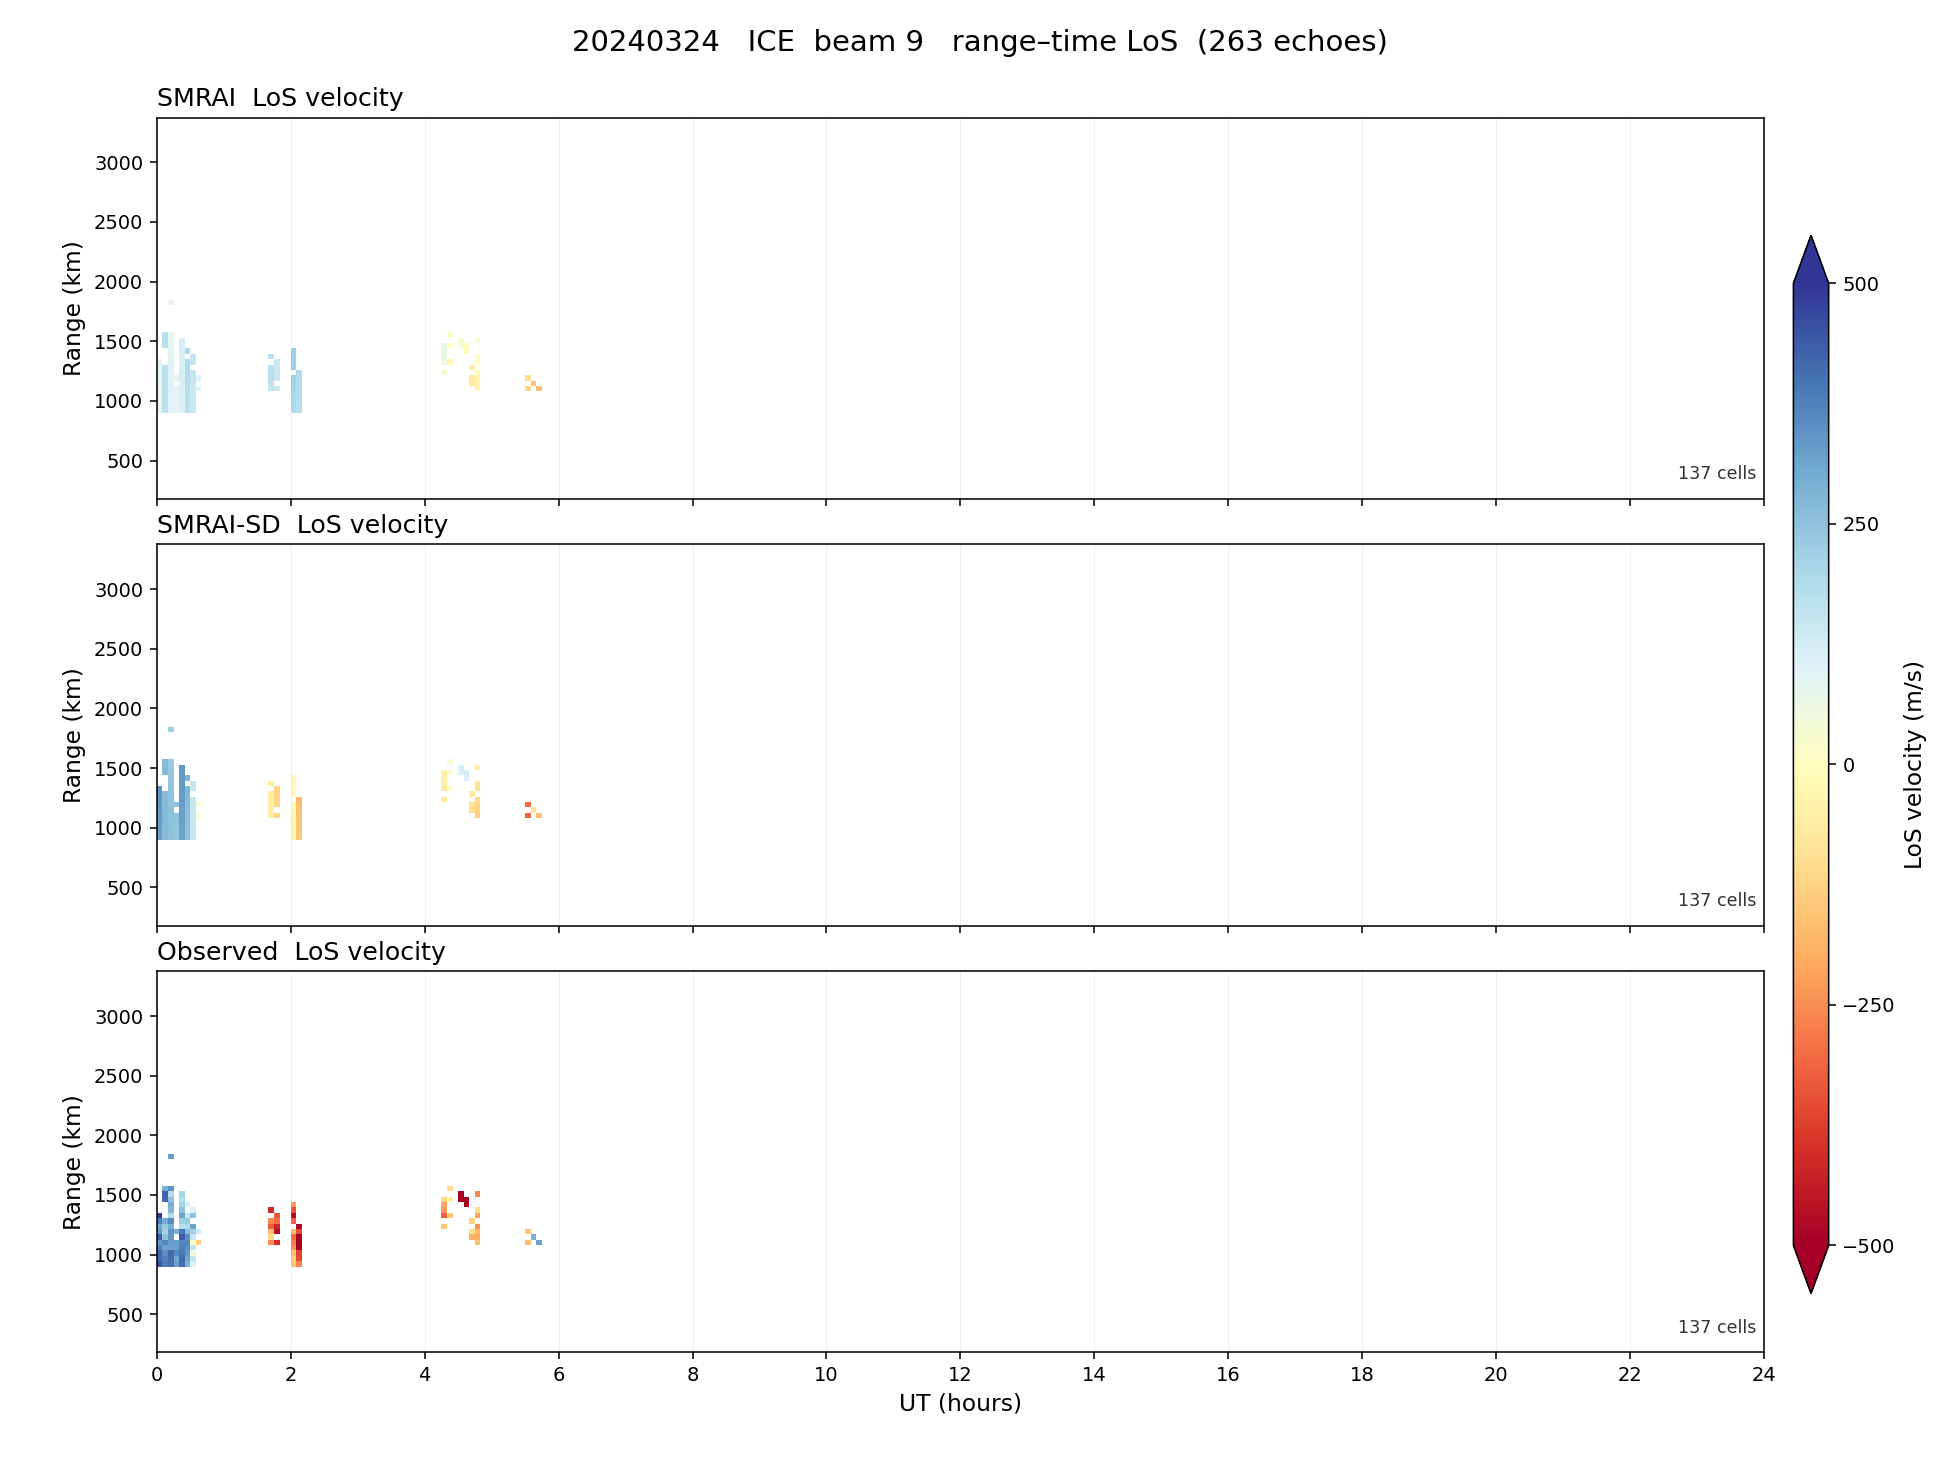 20240324   ICE  beam 9   range–time LoS  (263 echoes)
SMRAI  LoS velocity
3000
2500
2000
1500
1000
500
Range (km)
137 cells
SMRAI-SD  LoS velocity
3000
2500
2000
1500
1000
500
Range (km)
137 cells
Observed  LoS velocity
3000
2500
2000
1500
1000
500
Range (km)
137 cells
0 2 4 6 8 10 12 14 16 18 20 22 24
UT (hours)
500
250
0
−250
−500
LoS velocity (m/s)